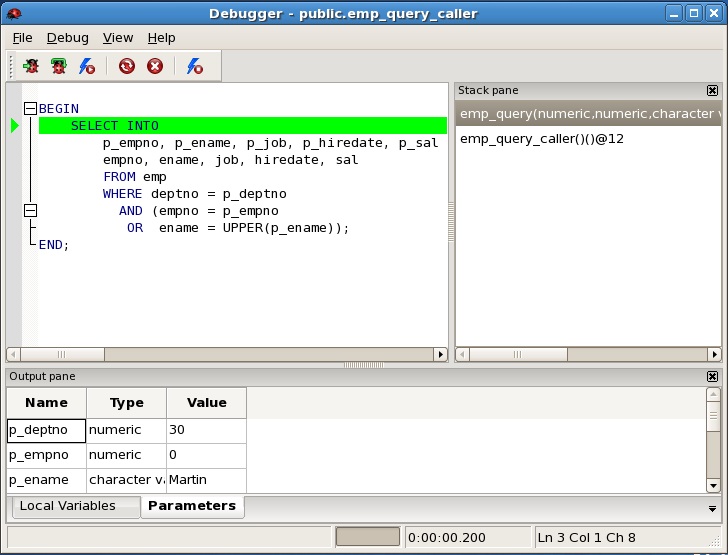 Debugger - public.emp_query_caller
File Debug View Help
BEGIN
SELECT INTO
p_empno, p_ename, p_job, p_hiredate, p_sal
empno, ename, job, hiredate, sal
FROM emp
WHERE deptno = p_deptno
AND (empno = p_empno
OR ename = UPPER(p_ename));
END;
Stack pane
emp_query(numeric,numeric,character v
emp_query_caller()()@12
Output pane
Name Type Value
p_deptno numeric 30
p_empno numeric 0
p_ename character va Martin
Local Variables Parameters
0:00:00.200 Ln 3 Col 1 Ch 8